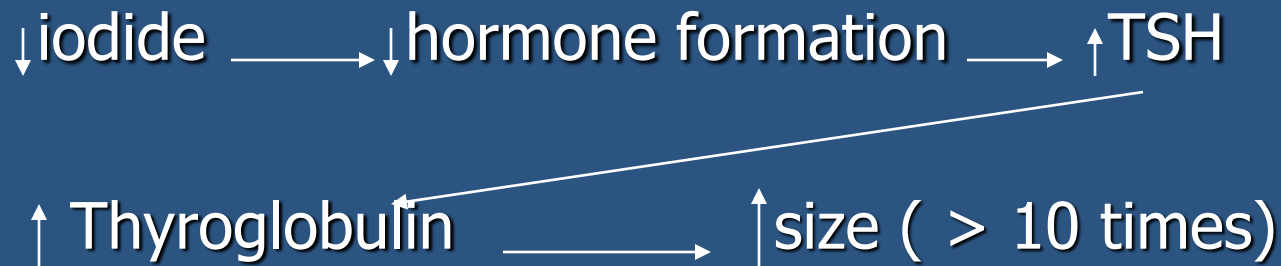 ↓iodide → ↓hormone formation → ↑TSH
↑ Thyroglobulin → ↑size ( > 10 times)